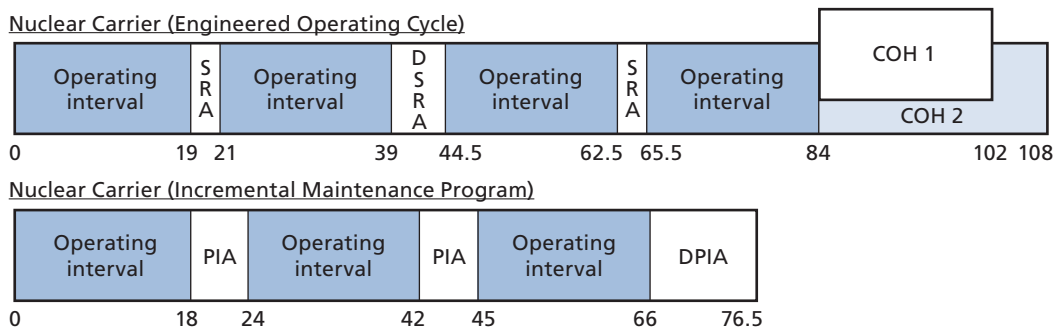 Nuclear Carrier (Engineered Operating Cycle)
Operating
interval
S
R
A
Operating
interval
D
S
R
A
Operating
interval
S
R
A
Operating
interval
COH 1
COH 2
0 19 21 39 44.5 62.5 65.5 84 102 108
Nuclear Carrier (Incremental Maintenance Program)
Operating
interval
PIA
Operating
interval
PIA
Operating
interval
DPIA
0 18 24 42 45 66 76.5